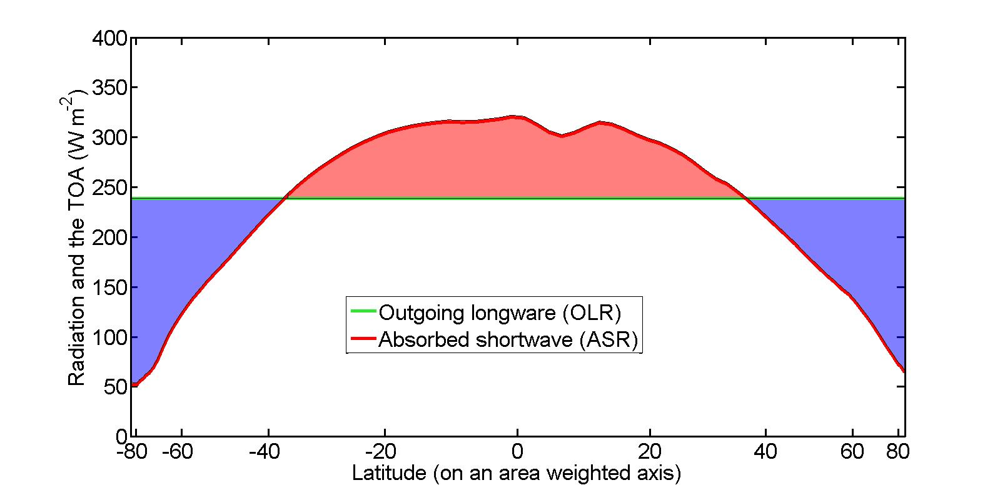 Radiation and the TOA (W m-2)
400
350
300
250
200
150
100
50
0
Outgoing longware (OLR)
Absorbed shortwave (ASR)
-80 -60 -40 -20 0 20 40 60 80
Latitude (on an area weighted axis)